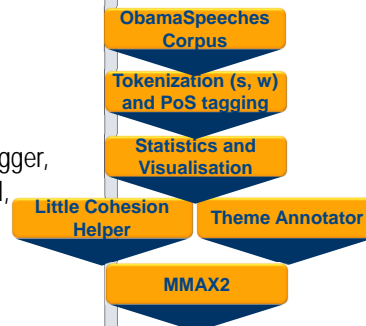 ObamaSpeeches
Corpus
Tokenization (s, w)
and PoS tagging
Statistics and
Visualisation
Little Cohesion
Helper
Theme Annotator
MMAX2